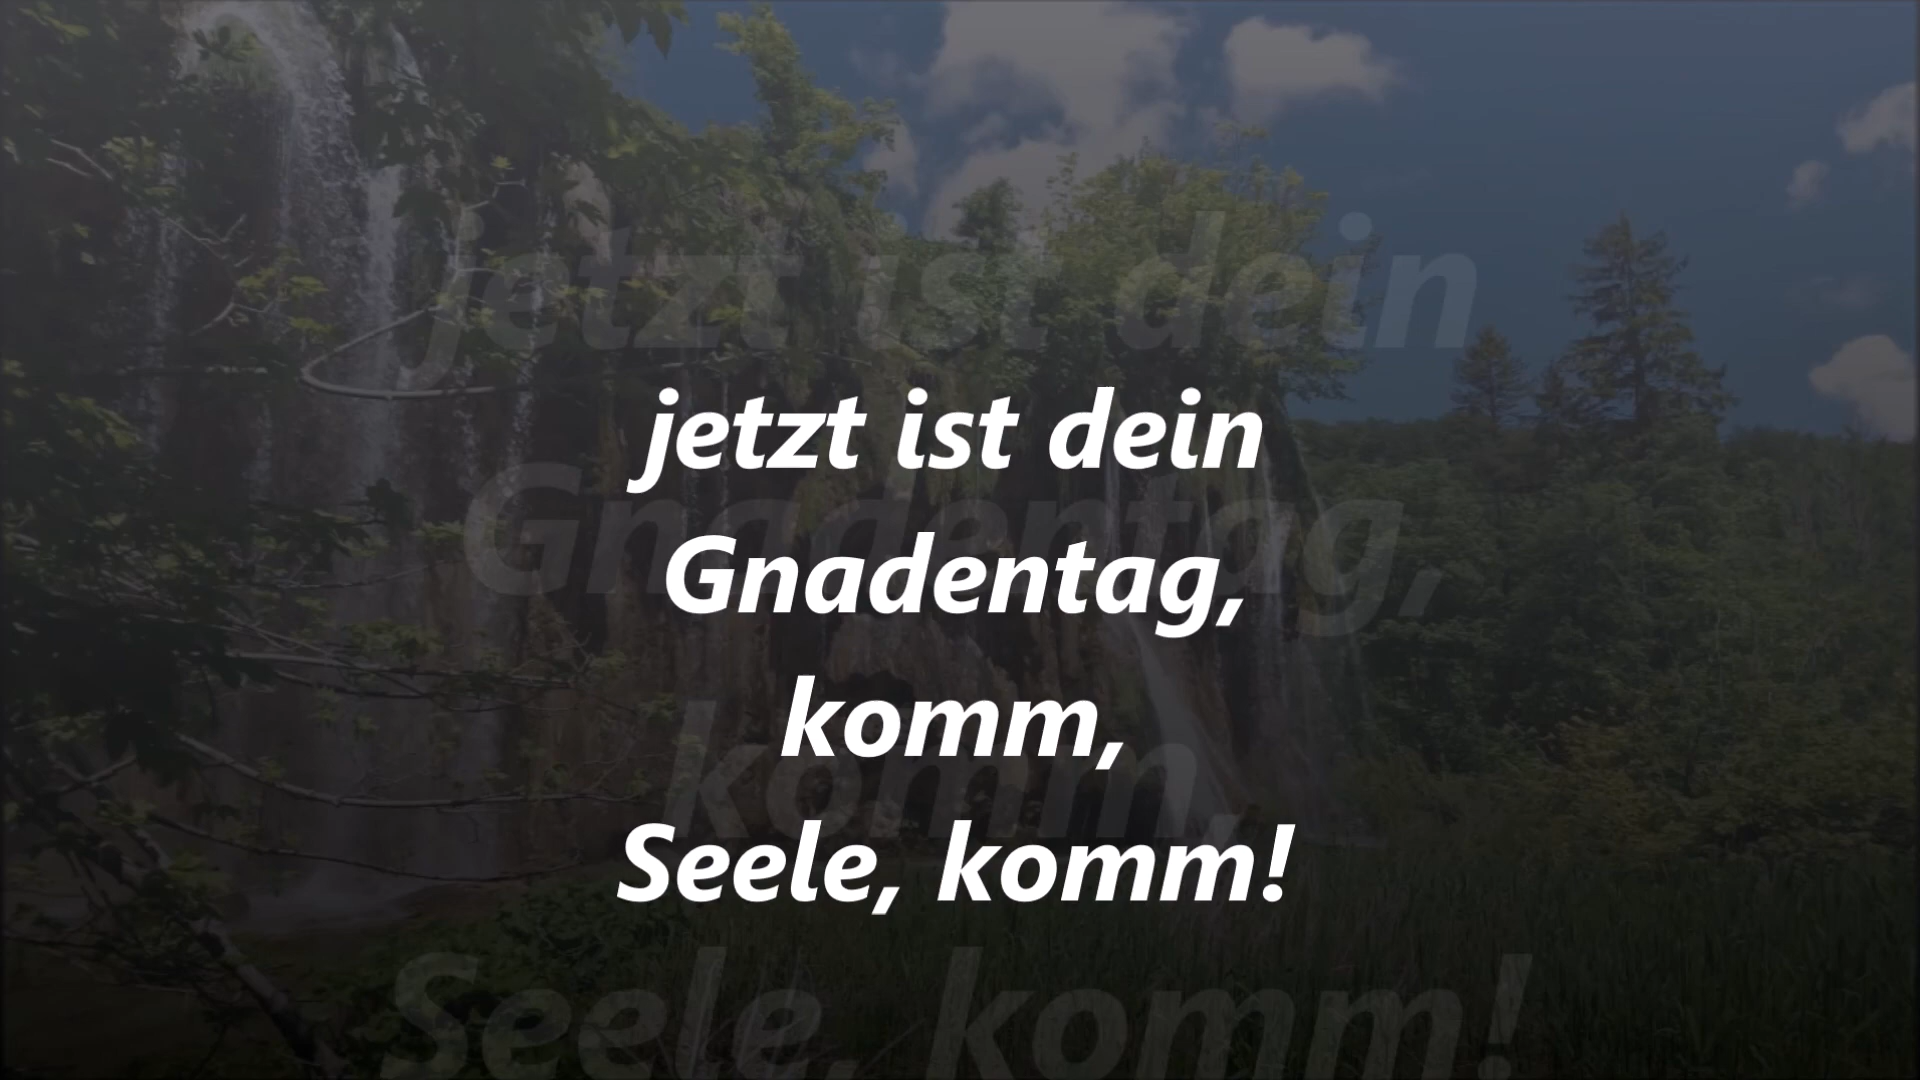 jetzt ist dein
Gnadentag,
komm,
Seele, komm!